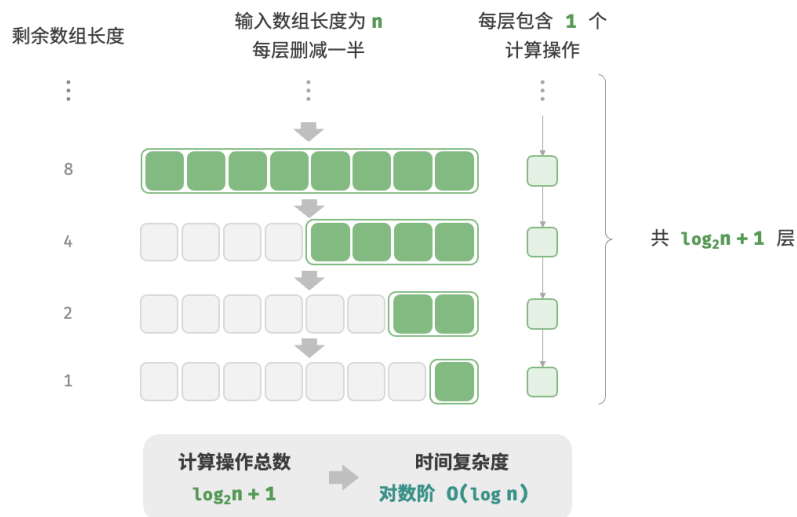 剩余数组长度
输入数组长度为 n
每层删减一半
每层包含 1 个
计算操作
8
4
2
1
共 log₂n + 1 层
计算操作总数
log₂n + 1
时间复杂度
对数阶 O(log n)